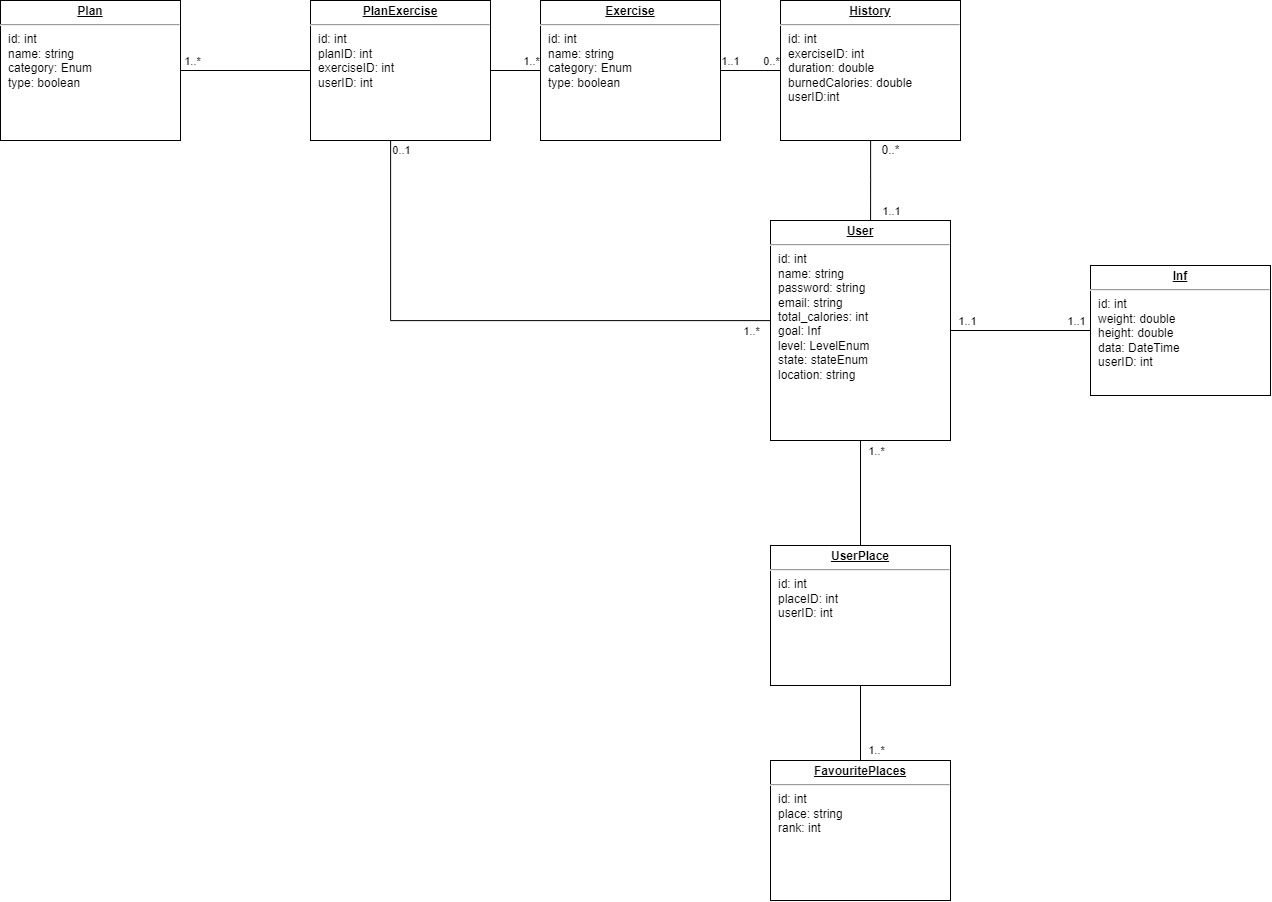 Plan
id: int
name: string
category: Enum
type: boolean
1..*
PlanExercise
id: int
planID: int
exerciseID: int
userID: int
1..*
0..1
Exercise
id: int
name: string
category: Enum
type: boolean
1..1
0..*
History
id: int
exerciseID: int
duration: double
burnedCalories: double
userID:int
0..*
1..1
User
id: int
name: string
password: string
email: string
total_calories: int
goal: Inf
level: LevelEnum
state: stateEnum
location: string
1..*
1..1
1..1
Inf
id: int
weight: double
height: double
data: DateTime
userID: int
1..*
UserPlace
id: int
placeID: int
userID: int
1..*
FavouritePlaces
id: int
place: string
rank: int